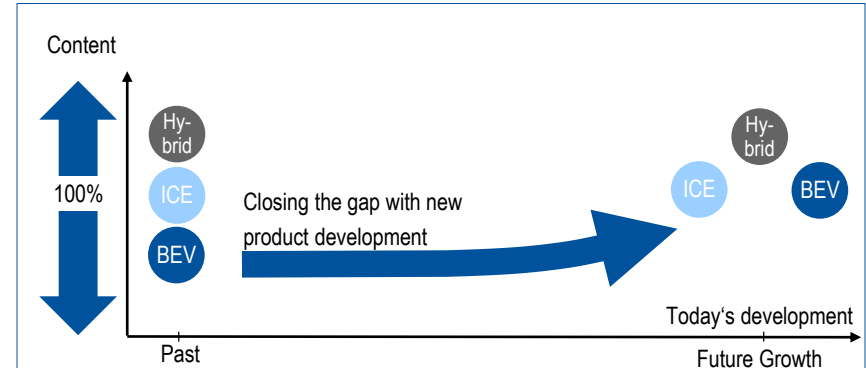 Content
Hy-
brid
ICE
BEV
100%
Closing the gap with new
product development
Hy-
brid
ICE
BEV
Today‘s development
Past
Future Growth